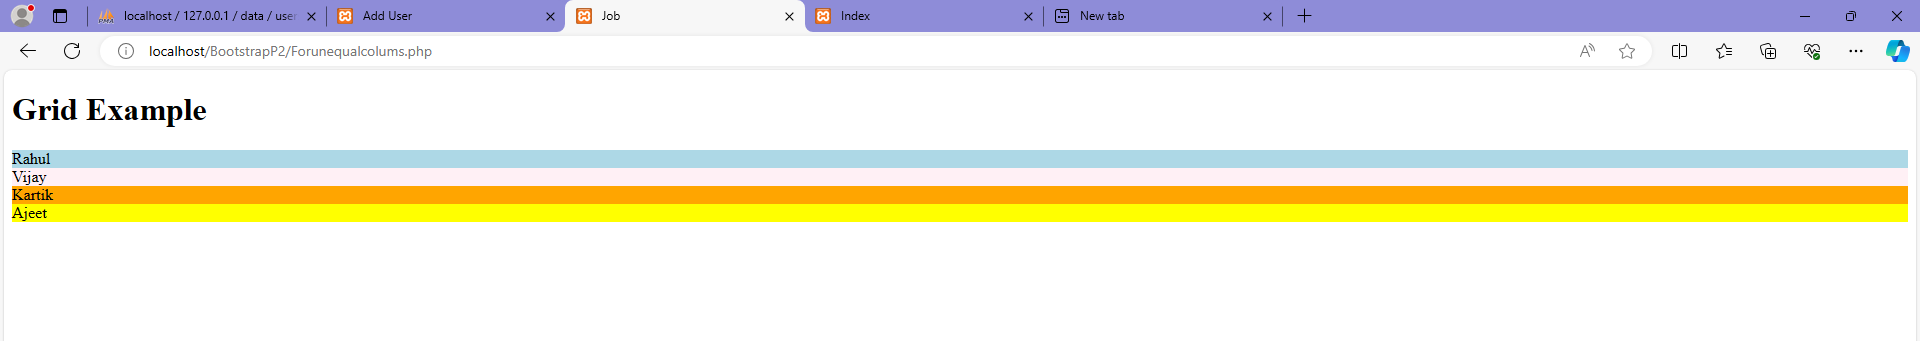 localhost / 127.0.0.1 / data / user
Add User
Job
Index
New tab
localhost/BootstrapP2/Forunequalcolums.php
Grid Example
Rahul
Vijay
Kartik
Ajeet